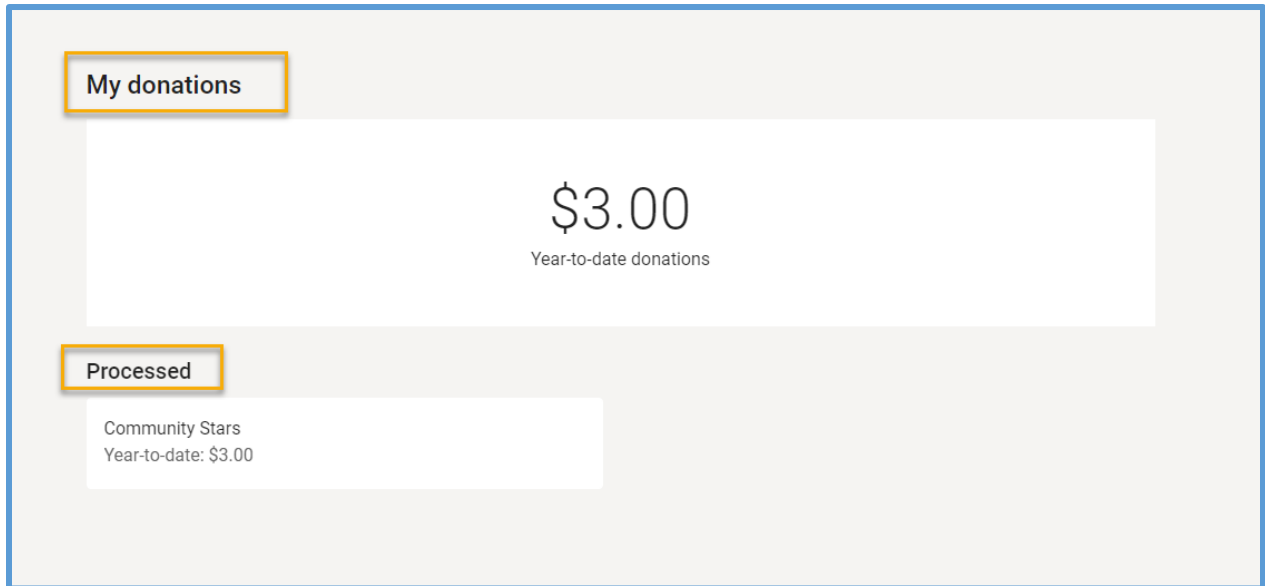 My donations
$3.00
Year-to-date donations
Processed
Community Stars
Year-to-date: $3.00